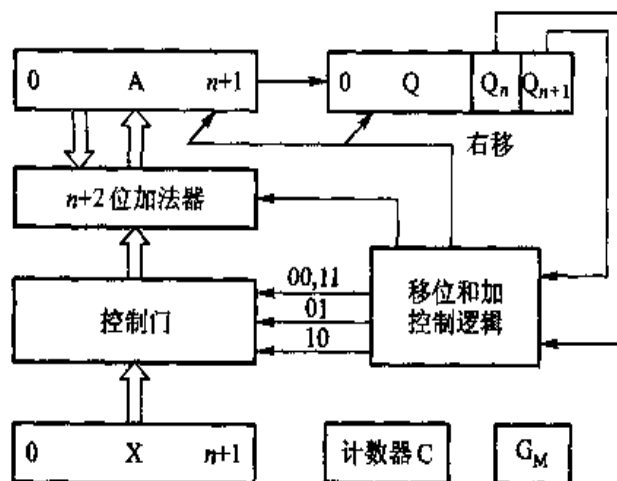 0 A n+1
0 Q Qn Qn+1
右移
n+2 位加法器
00,11
01
10
控制门
移位和加
控制逻辑
0 X n+1
计数器 C
GM